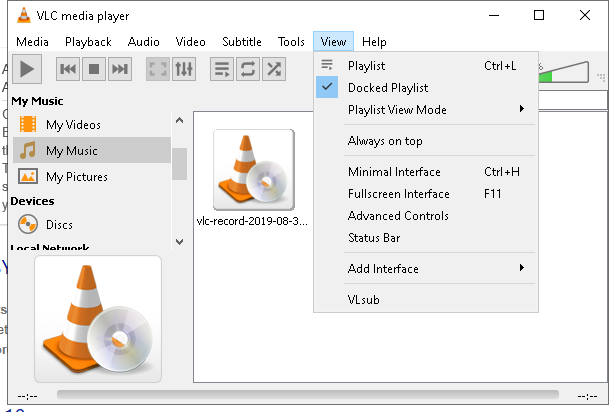 VLC media player
Media Playback Audio Video Subtitle Tools View Help
Playlist Ctrl+L
Docked Playlist
Playlist View Mode
Always on top
Minimal Interface Ctrl+H
Fullscreen Interface F11
Advanced Controls
Status Bar
Add Interface
VLsub
%
My Music
My Videos
My Music
My Pictures
Devices
Discs
Local Network
vlc-record-2019-08-3...
--:--
--:--